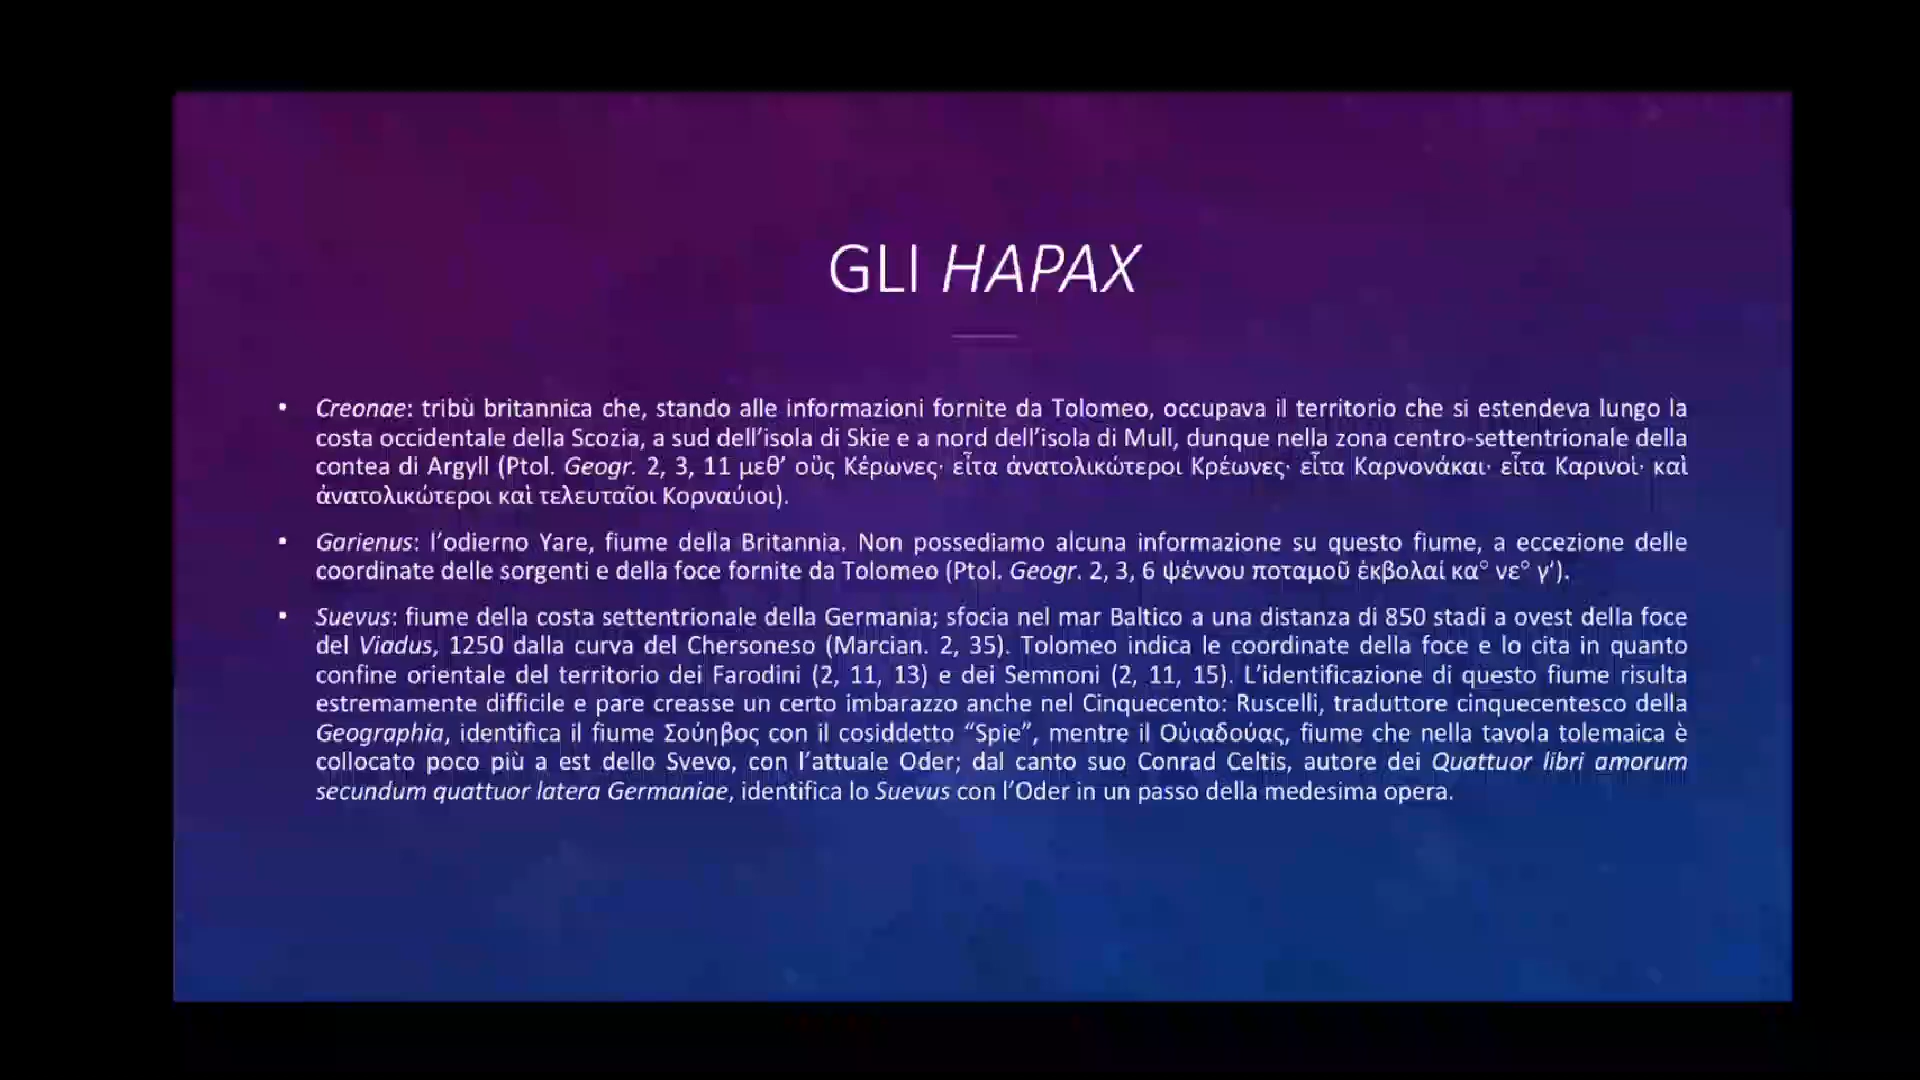 GLI HAPAX
• Creonae: tribù britannica che, stando alle informazioni fornite da Tolomeo, occupava il territorio che si estendeva lungo la
costa occidentale della Scozia, a sud dell’isola di Skie e a nord dell’isola di Mull, dunque nella zona centro-settentrionale della
contea di Argyll (Ptol. Geogr. 2, 3, 11 μεθ’ οὓς Κέρωνες· εἶτα ἀνατολικώτεροι Κρέωνες· εἶτα Καρνονάκαι· εἶτα Καρινοί· καὶ
ἀνατολικώτεροι καὶ τελευταῖοι Κορναύιοι).
• Garienus: l’odierno Yare, fiume della Britannia. Non possediamo alcuna informazione su questo fiume, a eccezione delle
coordinate delle sorgenti e della foce fornite da Tolomeo (Ptol. Geogr. 2, 3, 6 ψέννου ποταμοῦ ἐκβολαί κα° νε° γ’).
• Suevus: fiume della costa settentrionale della Germania; sfocia nel mar Baltico a una distanza di 850 stadi a ovest della foce
del Viadus, 1250 dalla curva del Chersoneso (Marcian. 2, 35). Tolomeo indica le coordinate della foce e lo cita in quanto
confine orientale del territorio dei Farodini (2, 11, 13) e dei Semnoni (2, 11, 15). L’identificazione di questo fiume risulta
estremamente difficile e pare creasse un certo imbarazzo anche nel Cinquecento: Ruscelli, traduttore cinquecentesco della
Geographia, identifica il fiume Σούηβος con il cosiddetto “Spie”, mentre il Οὐιαδούας, fiume che nella tavola tolemaica è
collocato poco più a est dello Svevo, con l’attuale Oder; dal canto suo Conrad Celtis, autore dei Quattuor libri amorum
secundum quattuor latera Germaniae, identifica lo Suevus con l’Oder in un passo della medesima opera.